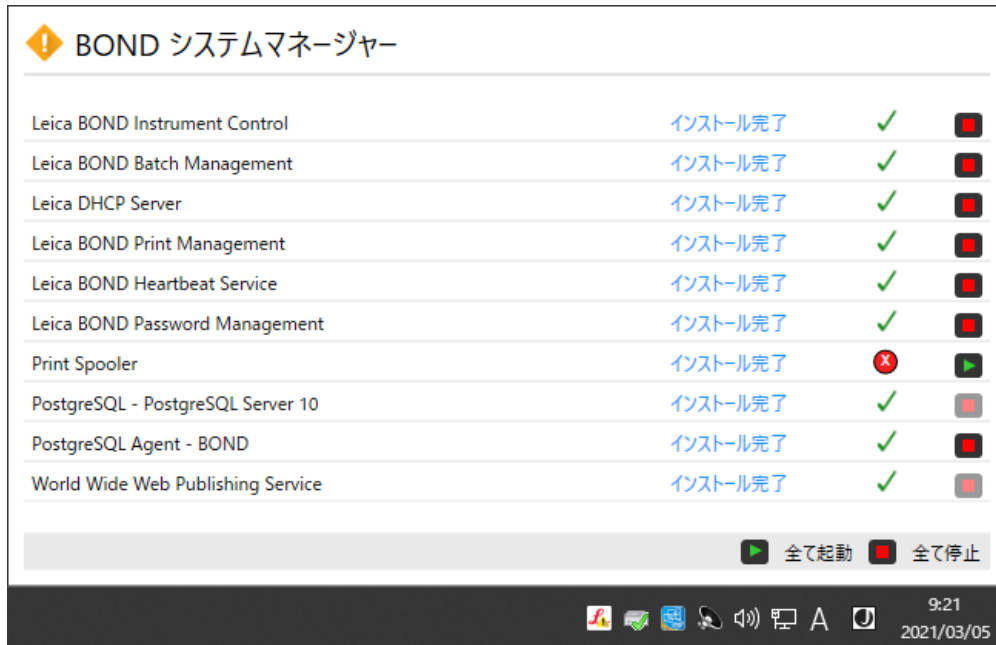 BOND システムマネージャー
Leica BOND Instrument Control インストール完了
Leica BOND Batch Management インストール完了
Leica DHCP Server インストール完了
Leica BOND Print Management インストール完了
Leica BOND Heartbeat Service インストール完了
Leica BOND Password Management インストール完了
Print Spooler インストール完了 X
PostgreSQL - PostgreSQL Server 10 インストール完了
PostgreSQL Agent - BOND インストール完了
World Wide Web Publishing Service インストール完了
全て起動 全て停止
A 9:21
2021/03/05